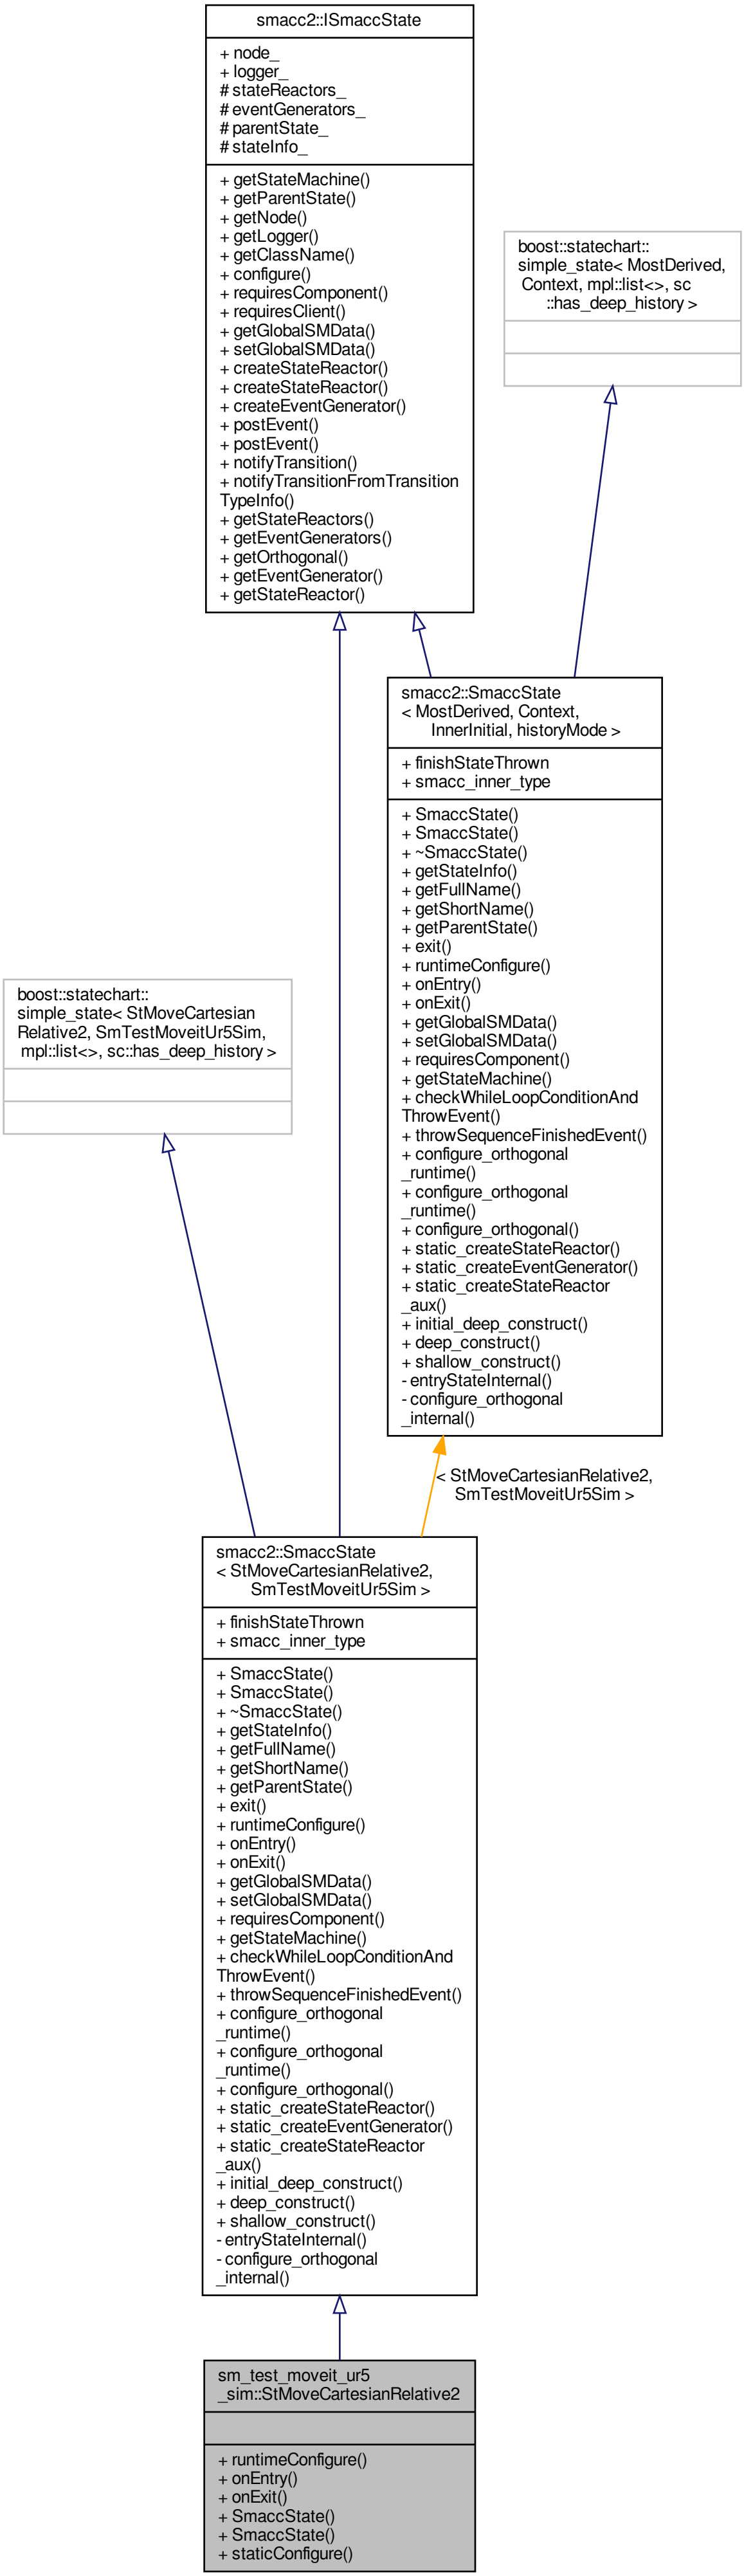 smacc2::ISmaccState
+ node_
+ logger_
# stateReactors_
# eventGenerators_
# parentState_
# stateInfo_
+ getStateMachine()
+ getParentState()
+ getNode()
+ getLogger()
+ getClassName()
+ configure()
+ requiresComponent()
+ requiresClient()
+ getGlobalSMData()
+ setGlobalSMData()
+ createStateReactor()
+ createStateReactor()
+ createEventGenerator()
+ postEvent()
+ postEvent()
+ notifyTransition()
+ notifyTransitionFromTransition
TypeInfo()
+ getStateReactors()
+ getEventGenerators()
+ getOrthogonal()
+ getEventGenerator()
+ getStateReactor()
boost::statechart::
simple_state< MostDerived,
Context, mpl::list<>, sc
::has_deep_history >
smacc2::SmaccState
< MostDerived, Context,
InnerInitial, historyMode >
+ finishStateThrown
+ smacc_inner_type
+ SmaccState()
+ SmaccState()
+ ~SmaccState()
+ getStateInfo()
+ getFullName()
+ getShortName()
+ getParentState()
+ exit()
+ runtimeConfigure()
+ onEntry()
+ onExit()
+ getGlobalSMData()
+ setGlobalSMData()
+ requiresComponent()
+ getStateMachine()
+ checkWhileLoopConditionAnd
ThrowEvent()
+ throwSequenceFinishedEvent()
+ configure_orthogonal
_runtime()
+ configure_orthogonal
_runtime()
+ configure_orthogonal()
+ static_createStateReactor()
+ static_createEventGenerator()
+ static_createStateReactor
_aux()
+ initial_deep_construct()
+ deep_construct()
+ shallow_construct()
- entryStateInternal()
- configure_orthogonal
_internal()
boost::statechart::
simple_state< StMoveCartesian
Relative2, SmTestMoveitUr5Sim,
mpl::list<>, sc::has_deep_history >
< StMoveCartesianRelative2,
SmTestMoveitUr5Sim >
smacc2::SmaccState
< StMoveCartesianRelative2,
SmTestMoveitUr5Sim >
+ finishStateThrown
+ smacc_inner_type
+ SmaccState()
+ SmaccState()
+ ~SmaccState()
+ getStateInfo()
+ getFullName()
+ getShortName()
+ getParentState()
+ exit()
+ runtimeConfigure()
+ onEntry()
+ onExit()
+ getGlobalSMData()
+ setGlobalSMData()
+ requiresComponent()
+ getStateMachine()
+ checkWhileLoopConditionAnd
ThrowEvent()
+ throwSequenceFinishedEvent()
+ configure_orthogonal
_runtime()
+ configure_orthogonal
_runtime()
+ configure_orthogonal()
+ static_createStateReactor()
+ static_createEventGenerator()
+ static_createStateReactor
_aux()
+ initial_deep_construct()
+ deep_construct()
+ shallow_construct()
- entryStateInternal()
- configure_orthogonal
_internal()
sm_test_moveit_ur5
_sim::StMoveCartesianRelative2
+ runtimeConfigure()
+ onEntry()
+ onExit()
+ SmaccState()
+ SmaccState()
+ staticConfigure()